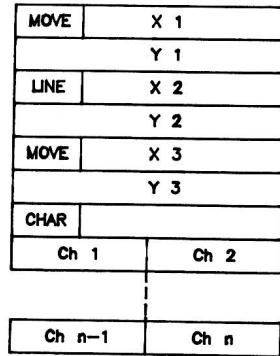 MOVE X 1
Y 1
LINE X 2
Y 2
MOVE X 3
Y 3
CHAR
Ch 1 Ch 2
Ch n-1 Ch n